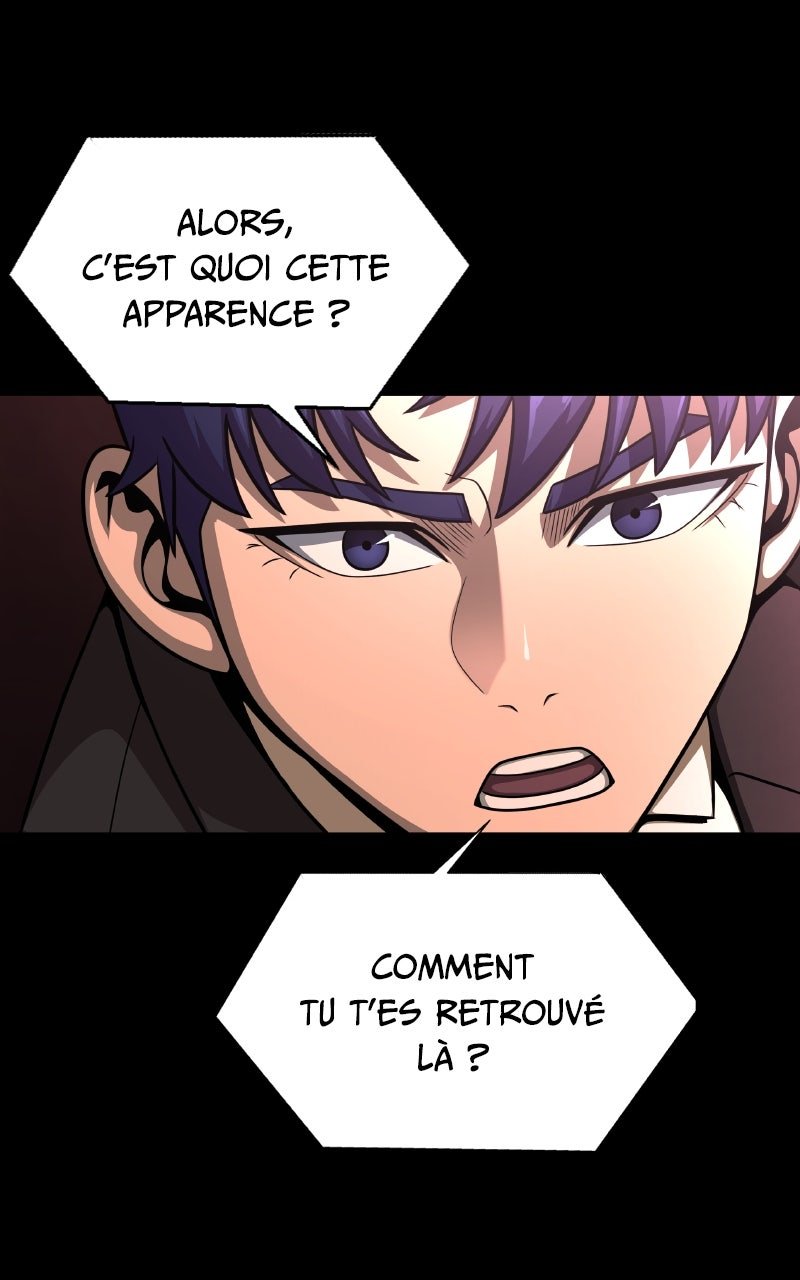 ALORS,
C'EST QUOI CETTE
APPARENCE ?
COMMENT
TU T'ES RETROUVÉ
LÀ ?